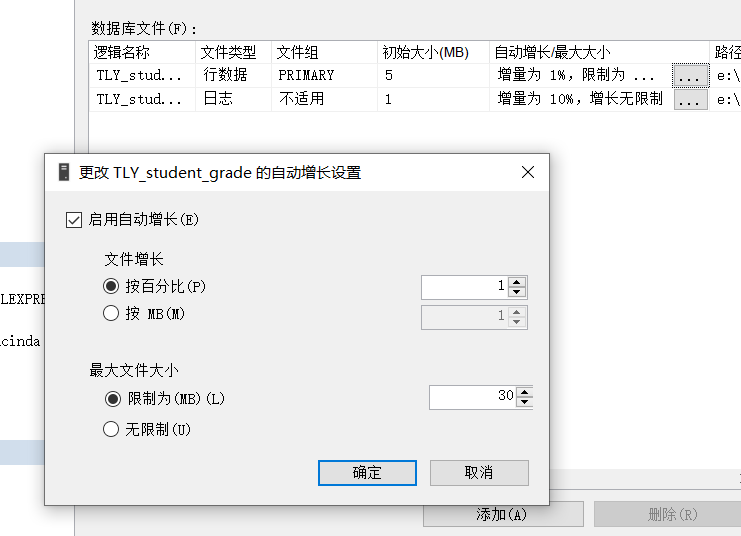 数据库文件(F):
逻辑名称 文件类型 文件组 初始大小(MB) 自动增长/最大大小 路径
TLY_stud... 行数据 PRIMARY 5 增量为 1%，限制为 ... ... e:\
TLY_stud... 日志 不适用 1 增量为 10%，增长无限制 ... e:\
更改 TLY_student_grade 的自动增长设置
启用自动增长(E)
文件增长
按百分比(P) 1
LEXPRE
按 MB(M) 1
cinda
最大文件大小
限制为(MB)(L) 30
无限制(U)
确定 取消
添加(A) 删除(R)